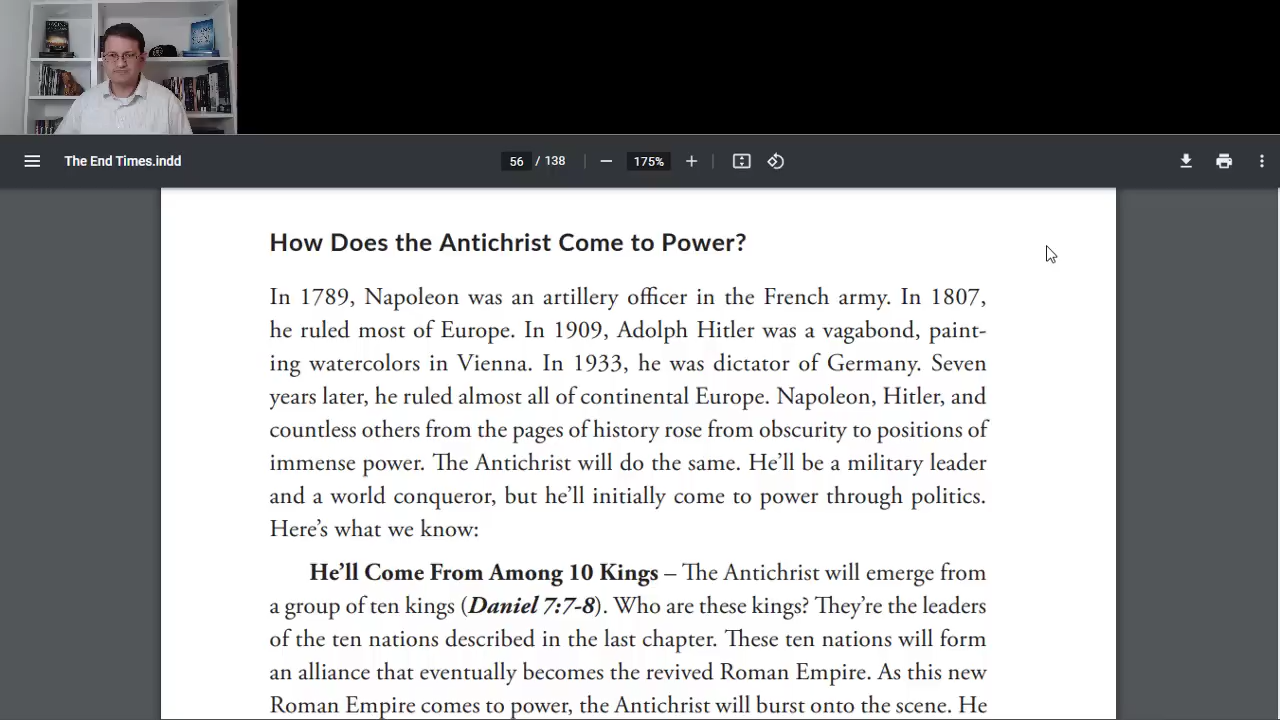 The End Times.indd
56 / 138
175%
How Does the Antichrist Come to Power?
In 1789, Napoleon was an artillery officer in the French army. In 1807,
he ruled most of Europe. In 1909, Adolph Hitler was a vagabond, paint-
ing watercolors in Vienna. In 1933, he was dictator of Germany. Seven
years later, he ruled almost all of continental Europe. Napoleon, Hitler, and
countless others from the pages of history rose from obscurity to positions of
immense power. The Antichrist will do the same. He'll be a military leader
and a world conqueror, but he'll initially come to power through politics.
Here's what we know:
He'll Come From Among 10 Kings – The Antichrist will emerge from
a group of ten kings (Daniel 7:7-8). Who are these kings? They're the leaders
of the ten nations described in the last chapter. These ten nations will form
an alliance that eventually becomes the revived Roman Empire. As this new
Roman Empire comes to power, the Antichrist will burst onto the scene. He